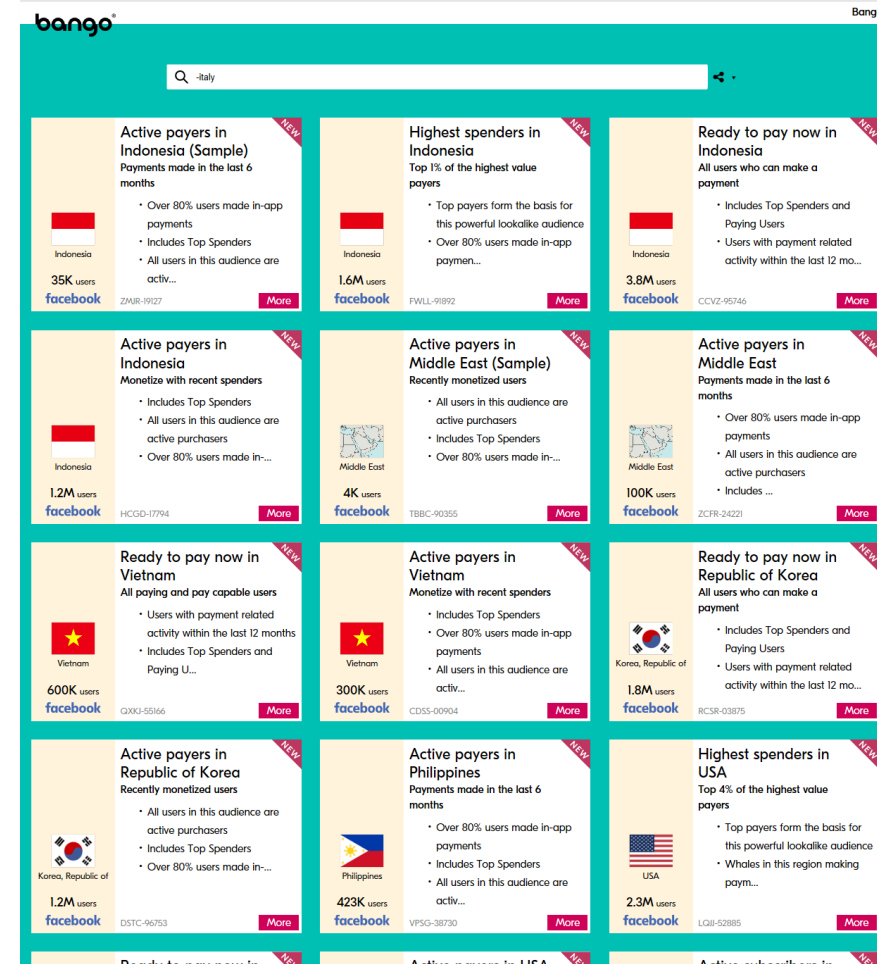 bango®
Bang
-italy
NEW
Active payers in
Indonesia (Sample)
Payments made in the last 6
months
• Over 80% users made in-app
payments
• Includes Top Spenders
• All users in this audience are
activ...
Indonesia
35K users
facebook
ZMJR-19127
More
NEW
Highest spenders in
Indonesia
Top 1% of the highest value
payers
• Top payers form the basis for
this powerful lookalike audience
• Over 80% users made in-app
paymen...
Indonesia
1.6M users
facebook
FWLL-91892
More
NEW
Ready to pay now in
Indonesia
All users who can make a
payment
• Includes Top Spenders and
Paying Users
• Users with payment related
activity within the last 12 mo...
Indonesia
3.8M users
facebook
CCVZ-95746
More
NEW
Active payers in
Indonesia
Monetize with recent spenders
• Includes Top Spenders
• All users in this audience are
active purchasers
• Over 80% users made in-...
Indonesia
1.2M users
facebook
HCGD-17794
More
NEW
Active payers in
Middle East (Sample)
Recently monetized users
• All users in this audience are
active purchasers
• Includes Top Spenders
• Over 80% users made in-...
Middle East
4K users
facebook
TBBC-90355
More
NEW
Active payers in
Middle East
Payments made in the last 6
months
• Over 80% users made in-app
payments
• All users in this audience are
active purchasers
• Includes ...
Middle East
100K users
facebook
ZCFR-24221
More
NEW
Ready to pay now in
Vietnam
All paying and pay capable users
• Users with payment related
activity within the last 12 months
• Includes Top Spenders and
Paying U...
Vietnam
600K users
facebook
QXKJ-55166
More
NEW
Active payers in
Vietnam
Monetize with recent spenders
• Includes Top Spenders
• Over 80% users made in-app
payments
• All users in this audience are
activ...
Vietnam
300K users
facebook
CDSS-00904
More
NEW
Ready to pay now in
Republic of Korea
All users who can make a
payment
• Includes Top Spenders and
Paying Users
• Users with payment related
activity within the last 12 mo...
Korea, Republic of
1.8M users
facebook
RCSR-03875
More
NEW
Active payers in
Republic of Korea
Recently monetized users
• All users in this audience are
active purchasers
• Includes Top Spenders
• Over 80% users made in-...
Korea, Republic of
1.2M users
facebook
DSTC-96753
More
NEW
Active payers in
Philippines
Payments made in the last 6
months
• Over 80% users made in-app
payments
• Includes Top Spenders
• All users in this audience are
activ...
Philippines
423K users
facebook
VPSG-38730
More
NEW
Highest spenders in
USA
Top 4% of the highest value
payers
• Top payers form the basis for
this powerful lookalike audience
• Whales in this region making
paym...
USA
2.3M users
facebook
LQJJ-52885
More
NEW
Ready to pay now in
NEW
Active payers in USA
NEW
Active subscribers in